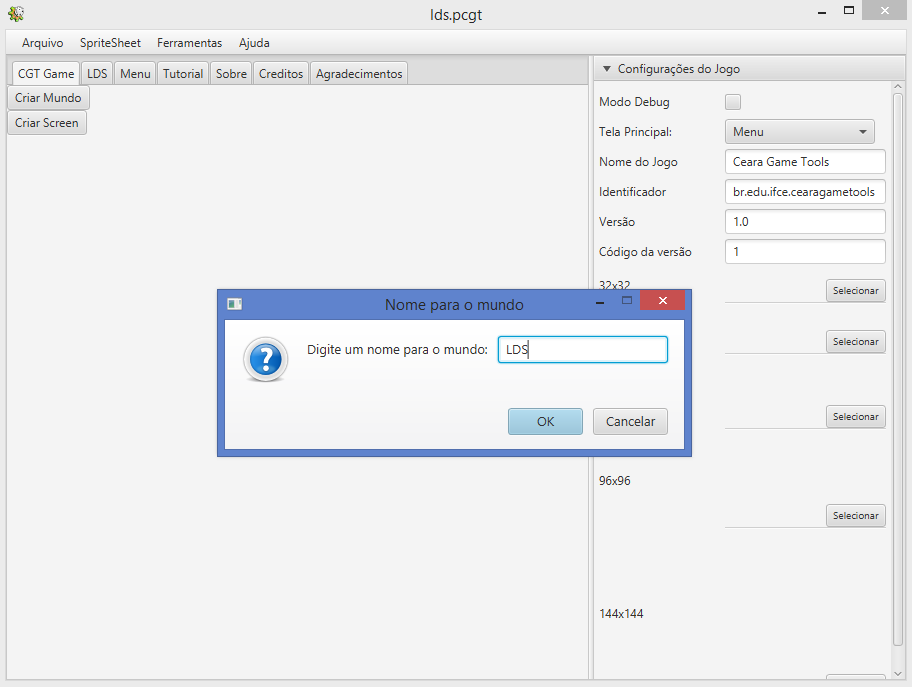 lds.pcgt
Arquivo SpriteSheet Ferramentas Ajuda
CGT Game LDS Menu Tutorial Sobre Creditos Agradecimentos
Criar Mundo
Criar Screen
Configurações do Jogo
Modo Debug
Tela Principal: Menu
Nome do Jogo Ceara Game Tools
Identificador br.edu.ifce.cearagametools
Versão 1.0
Código da versão 1
32x32 Selecionar
Selecionar
Selecionar
96x96
Selecionar
144x144
Nome para o mundo
Digite um nome para o mundo: LDS
OK Cancelar